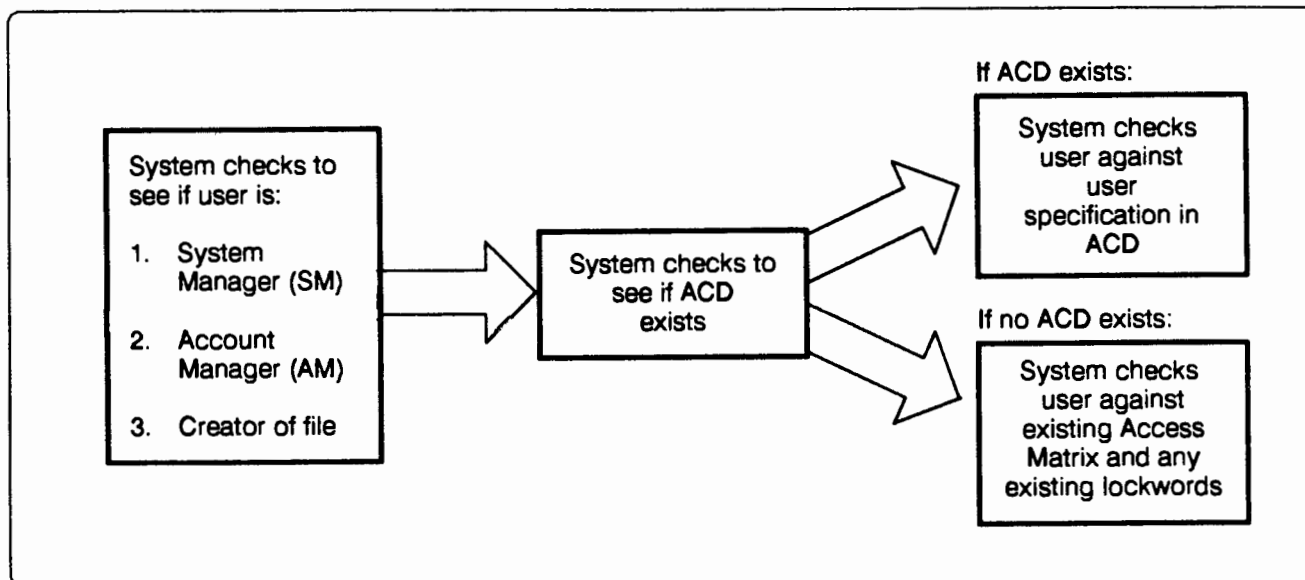 System checks to
see if user is:
1. System
Manager (SM)
2. Account
Manager (AM)
3. Creator of file
System checks to
see if ACD
exists
If ACD exists:
System checks
user against
user
specification in
ACD
If no ACD exists:
System checks
user against
existing Access
Matrix and any
existing lockwords